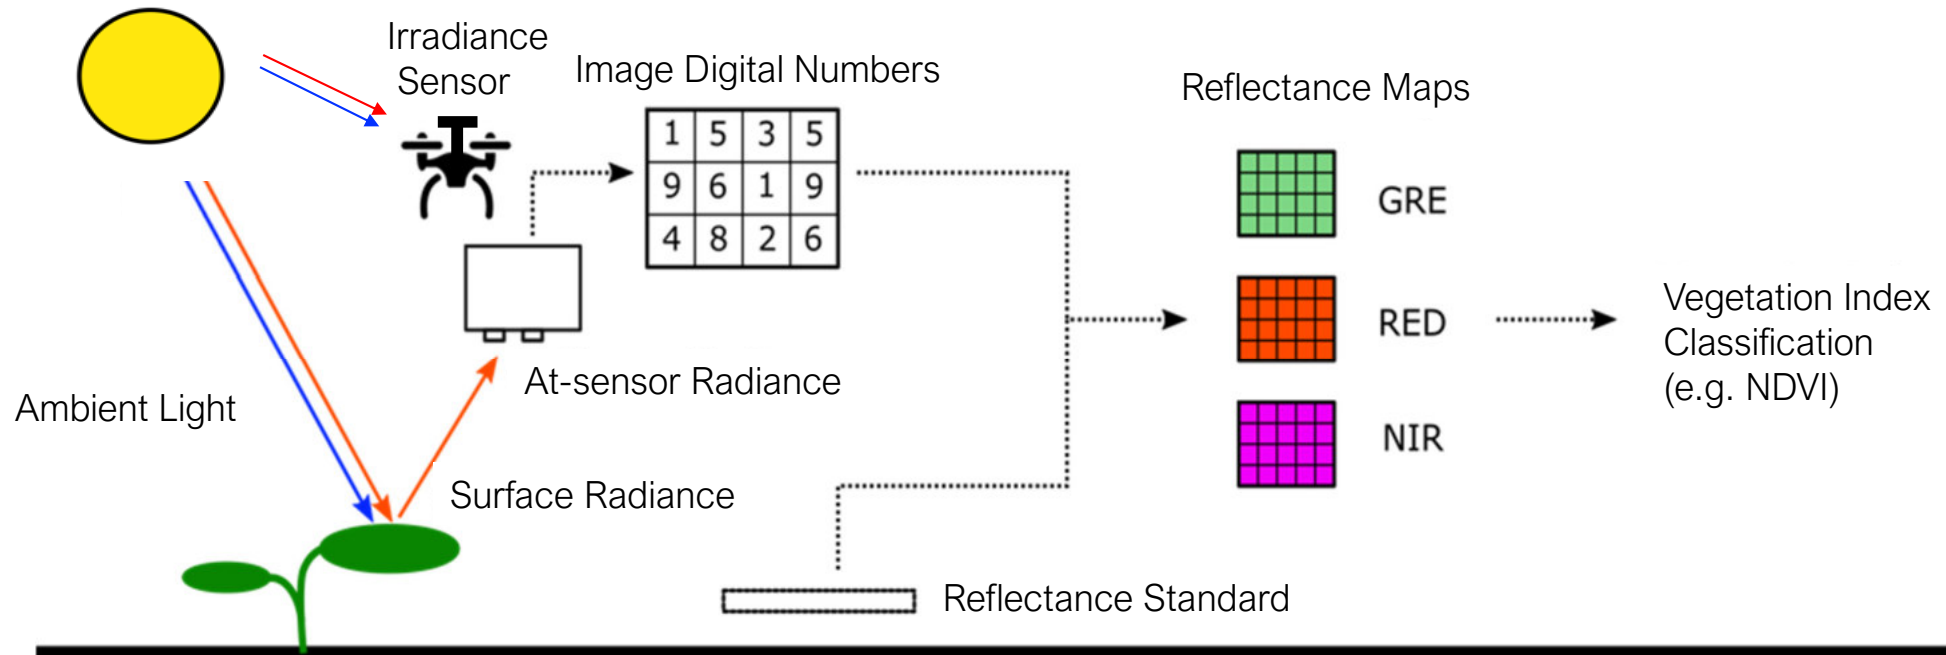 Irradiance
Sensor
Image Digital Numbers
Reflectance Maps
1 5 3 5
9 6 1 9
4 8 2 6
GRE
RED
NIR
Vegetation Index
Classification
(e.g. NDVI)
At-sensor Radiance
Ambient Light
Surface Radiance
Reflectance Standard